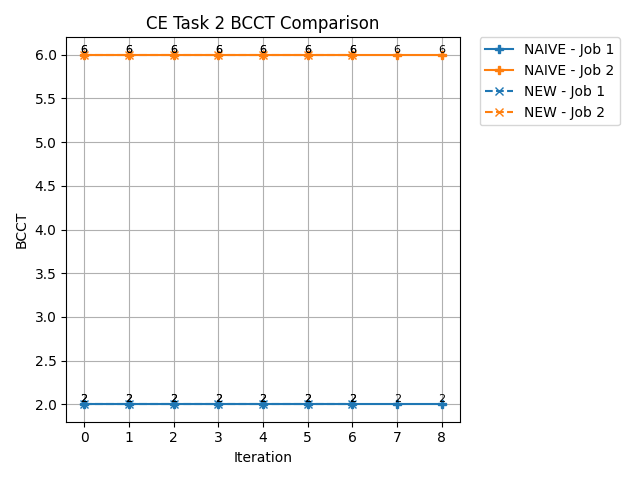 CE Task 2 BCCT Comparison
NAIVE - Job 1
NAIVE - Job 2
NEW - Job 1
NEW - Job 2
6 6 6 6 6 6 6 6 6
6.0
5.5
5.0
4.5
4.0
3.5
3.0
2.5
2.0
BCCT
2 2 2 2 2 2 2 2 2
0 1 2 3 4 5 6 7 8
Iteration